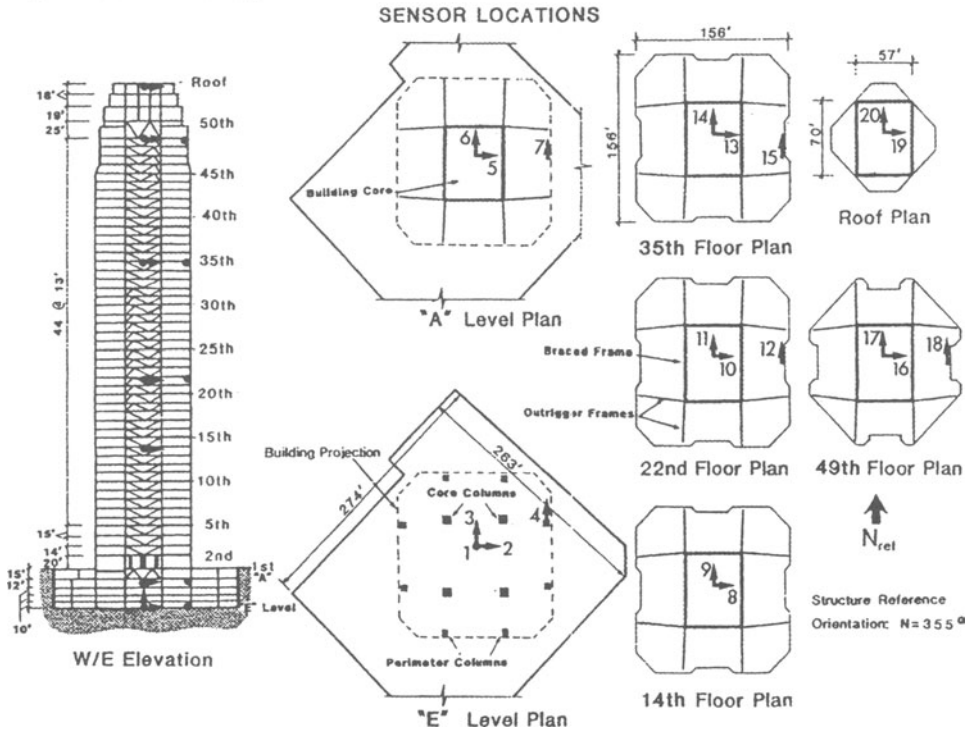 SENSOR LOCATIONS
Roof
18'
19'
25'
50th
45th
40th
35th
30th
25th
20th
15th
10th
5th
2nd
1st
"A"
"E" Level
44 @ 13'
15'
14'
20'
15'
12'
10'
W/E Elevation
6
5
7
Building Core
"A" Level Plan
156'
156'
14
13
15
35th Floor Plan
57'
70'
20
19
Roof Plan
11
10
12
Braced Frame
Outrigger Frames
22nd Floor Plan
17
16
18
49th Floor Plan
Nrel
Building Projection
274'
263'
Core Columns
3
1
2
4
Perimeter Columns
"E" Level Plan
9
8
14th Floor Plan
Structure Reference
Orientation: N=355°